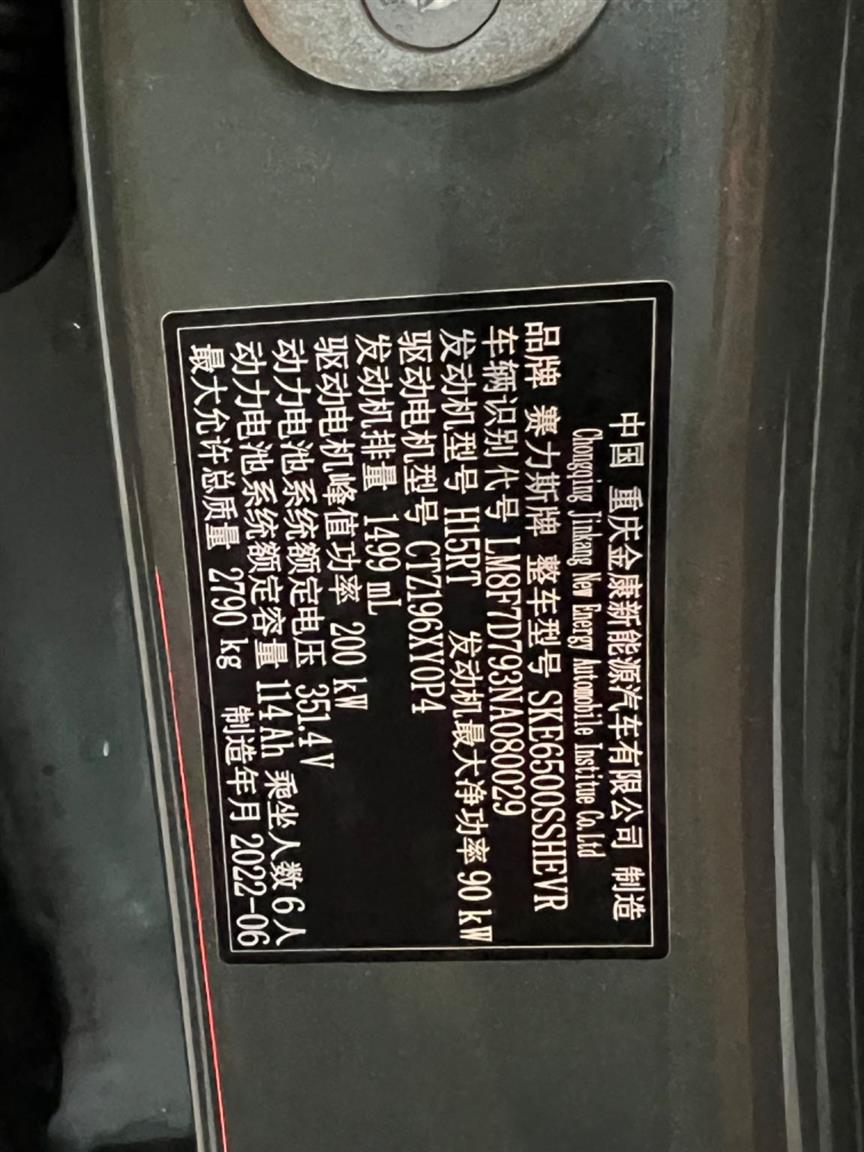 中国 重庆金康新能源汽车有限公司 制造
Chongqing Jinkang New Energy Automobile Institue Co.Ltd
品牌 赛力斯牌 整车型号 SKE6500SSHEVR
车辆识别代号 LM8F7D793NA080029
发动机型号 H15RT 发动机最大净功率 90 kW
驱动电机型号 CTZ196XY0P4
发动机排量 1499 mL
驱动电机峰值功率 200 kW
动力电池系统额定电压 351.4 V
动力电池系统额定容量 114 Ah 乘坐人数 6 人
最大允许总质量 2790 kg 制造年月 2022-06